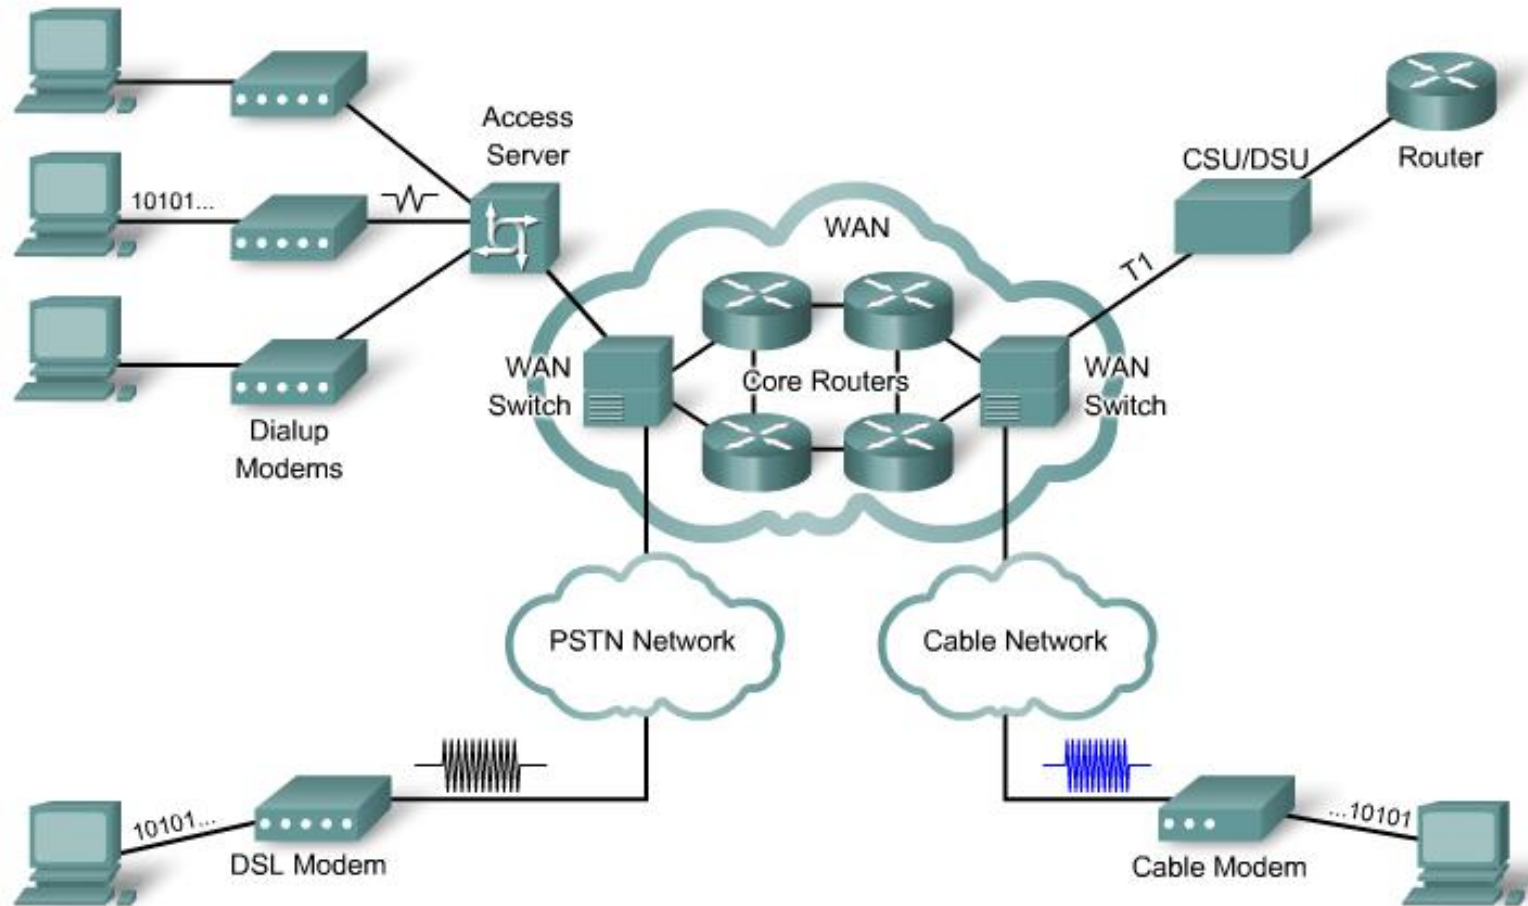 Access
Server
10101...
Dialup
Modems
WAN
WAN
Switch
Core Routers
WAN
Switch
T1
CSU/DSU
Router
PSTN Network
Cable Network
10101...
DSL Modem
...10101
Cable Modem